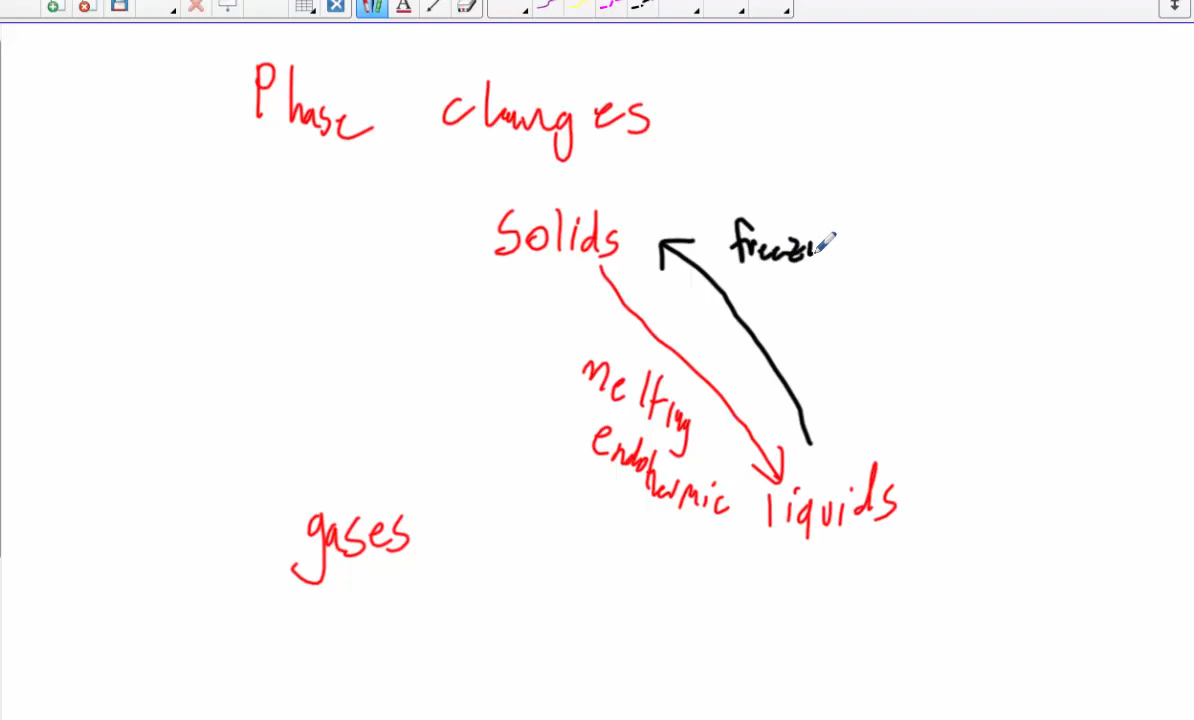 Phase changes
Solids
freezi
melting
endothermic
liquids
gases